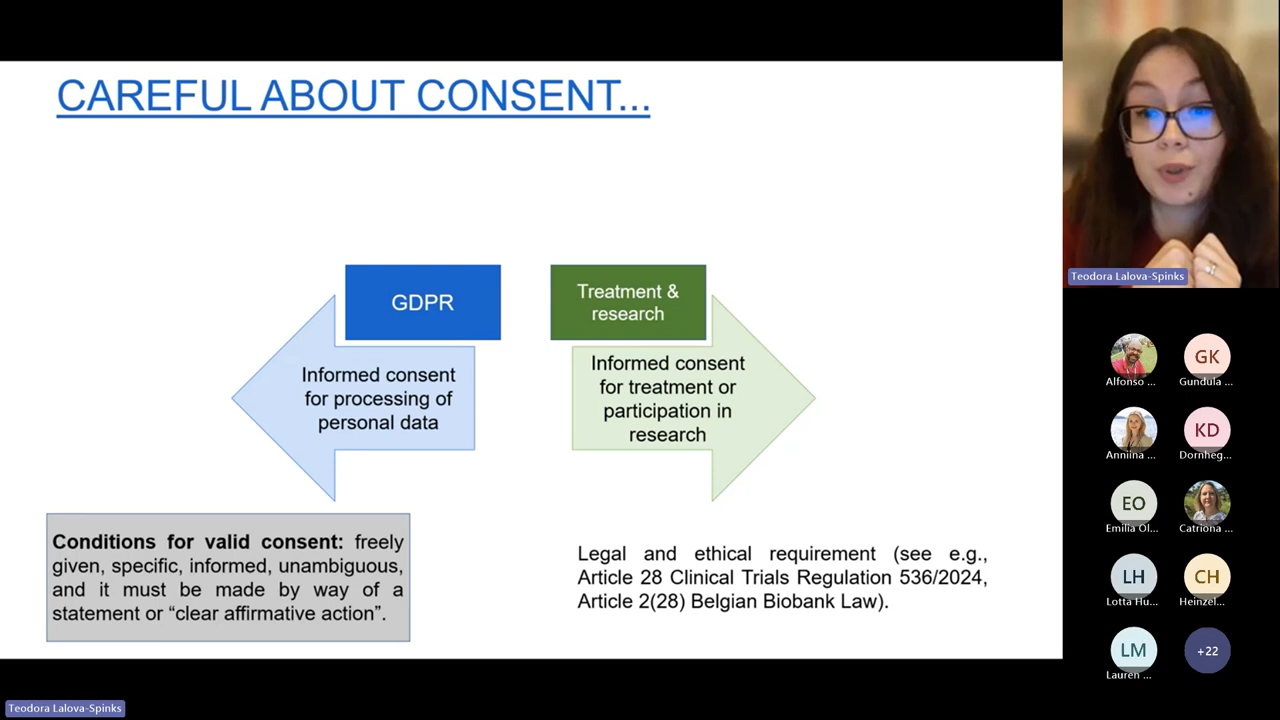 CAREFUL ABOUT CONSENT...
GDPR
Treatment &
research
Informed consent
for processing of
personal data
Informed consent
for treatment or
participation in
research
Conditions for valid consent: freely
given, specific, informed, unambiguous,
and it must be made by way of a
statement or “clear affirmative action”.
Legal and ethical requirement (see e.g.,
Article 28 Clinical Trials Regulation 536/2024,
Article 2(28) Belgian Biobank Law).
Teodora Lalova-Spinks
Alfonso ...
GK
Gundula ...
Anniina ...
KD
Dornheg...
EO
Emilia Ol...
Catriona ...
LH
Lotta Hu...
CH
Heinzel...
LM
Lauren ...
+22
Teodora Lalova-Spinks